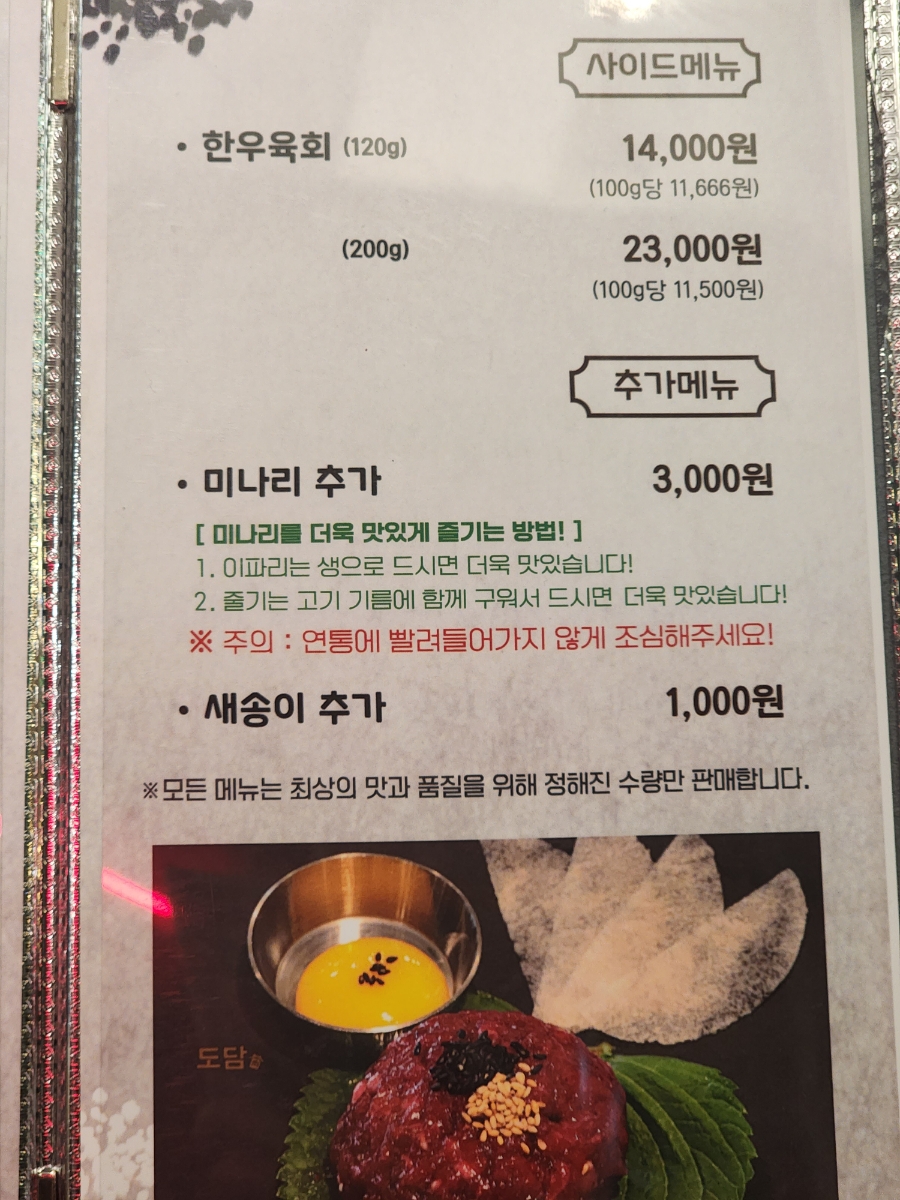 사이드메뉴
• 한우육회 (120g) 14,000원
(100g당 11,666원)
(200g) 23,000원
(100g당 11,500원)
추가메뉴
• 미나리 추가 3,000원
[ 미나리를 더욱 맛있게 즐기는 방법! ]
1. 이파리는 생으로 드시면 더욱 맛있습니다!
2. 줄기는 고기 기름에 함께 구워서 드시면 더욱 맛있습니다!
※ 주의 : 연통에 빨려들어가지 않게 조심해주세요!
• 새송이 추가 1,000원
※모든 메뉴는 최상의 맛과 품질을 위해 정해진 수량만 판매합니다.
도담